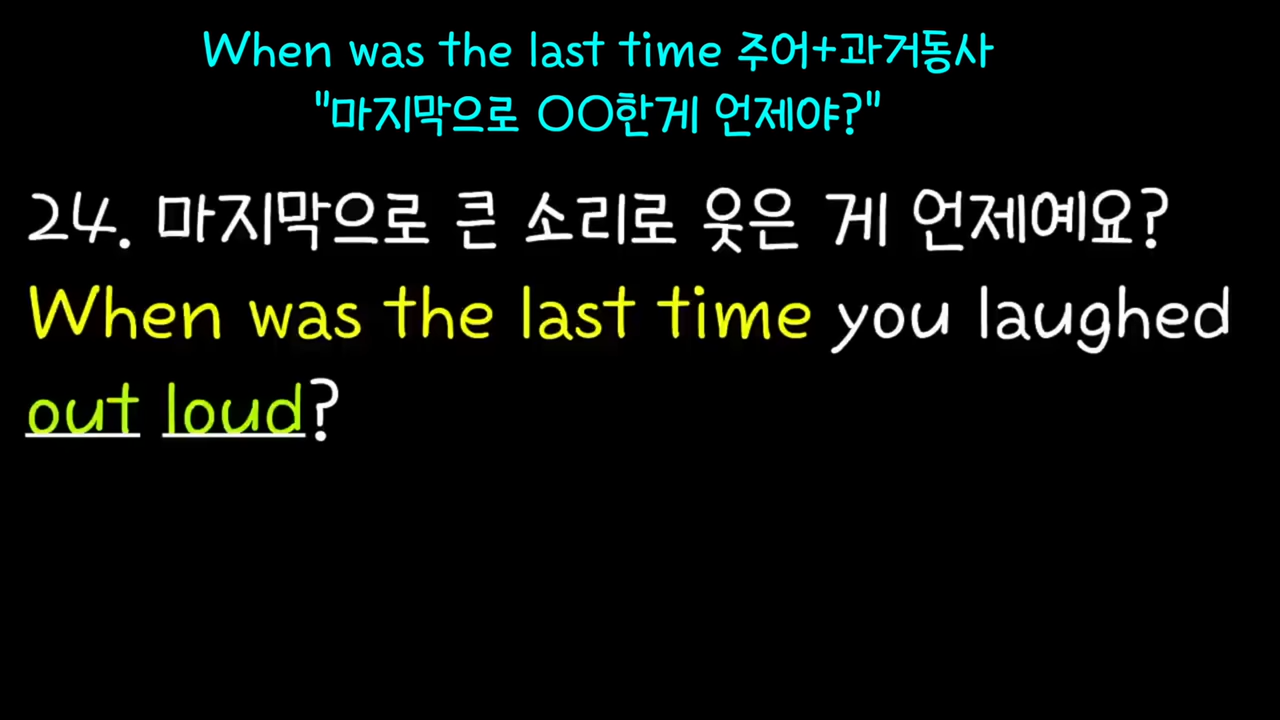 When was the last time 주어+과거동사
"마지막으로 〇〇한게 언제야?"
24. 마지막으로 큰 소리로 웃은 게 언제예요?
When was the last time you laughed
out loud?